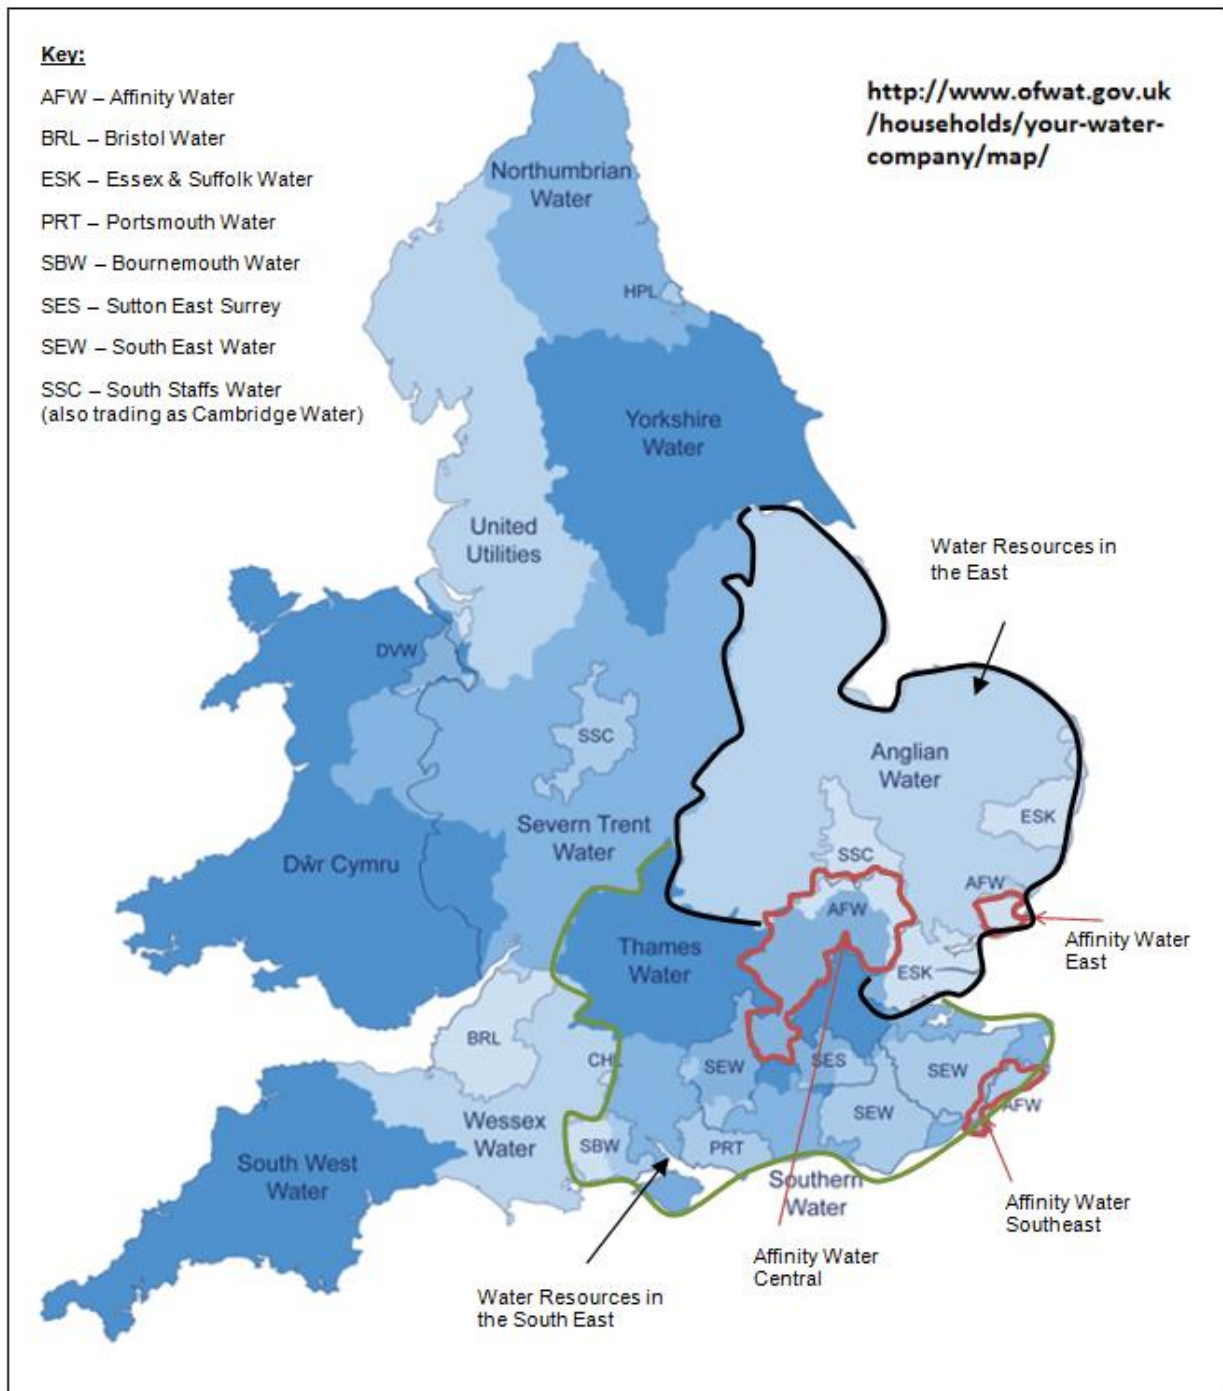 Key:
AFW – Affinity Water
BRL – Bristol Water
ESK – Essex & Suffolk Water
PRT – Portsmouth Water
SBW – Bournemouth Water
SES – Sutton East Surrey
SEW – South East Water
SSC – South Staffs Water
(also trading as Cambridge Water)
http://www.ofwat.gov.uk
/households/your-water-
company/map/
Northumbrian
Water
HPL
Yorkshire
Water
United
Utilities
Water Resources in
the East
DVW
SSC
Anglian
Water
ESK
Severn Trent
Water
SSC
Dŵr Cymru
AFW
AFW
Affinity Water
East
Thames
Water
ESK
BRL
CHL
SEW
SES
SEW
AFW
SEW
Wessex
Water
SBW
PRT
South West
Water
Southern
Water
Affinity Water
Southeast
Affinity Water
Central
Water Resources in
the South East